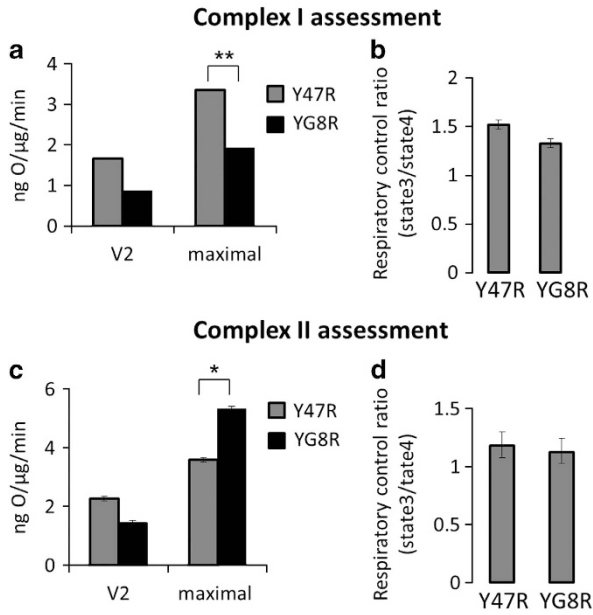 Complex I assessment
a
ng O/μg/min
4
3
2
1
0
**
Y47R
YG8R
V2
maximal
b
Respiratory control ratio
(state3/state4)
2
1.5
1
0.5
0
Y47R
YG8R
Complex II assessment
c
ng O/μg/min
6
4
2
0
*
Y47R
YG8R
V2
maximal
d
Respiratory control ratio
(state3/tate4)
1.5
1
0.5
0
Y47R
YG8R